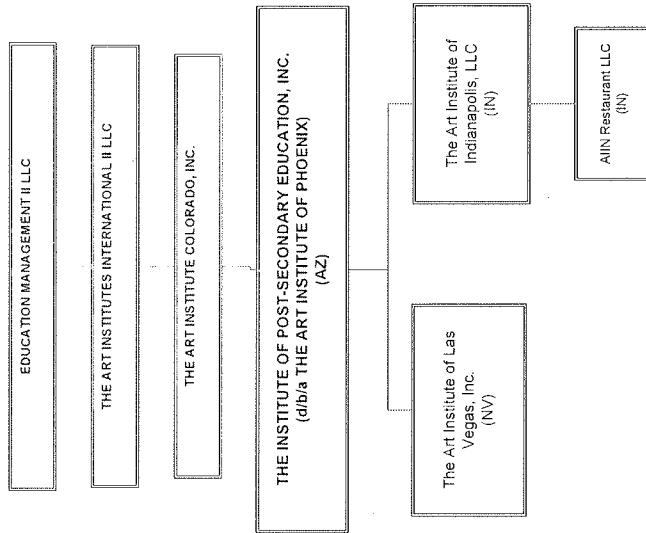 EDUCATION MANAGEMENT II LLC
THE ART INSTITUTES INTERNATIONAL II LLC
THE ART INSTITUTE COLORADO, INC.
THE INSTITUTE OF POST-SECONDARY EDUCATION, INC.
(d/b/a THE ART INSTITUTE OF PHOENIX)
(AZ)
The Art Institute of Las
Vegas, Inc.
(NV)
The Art Institute of
Indianapolis, LLC
(IN)
AIIN Restaurant LLC
(IN)